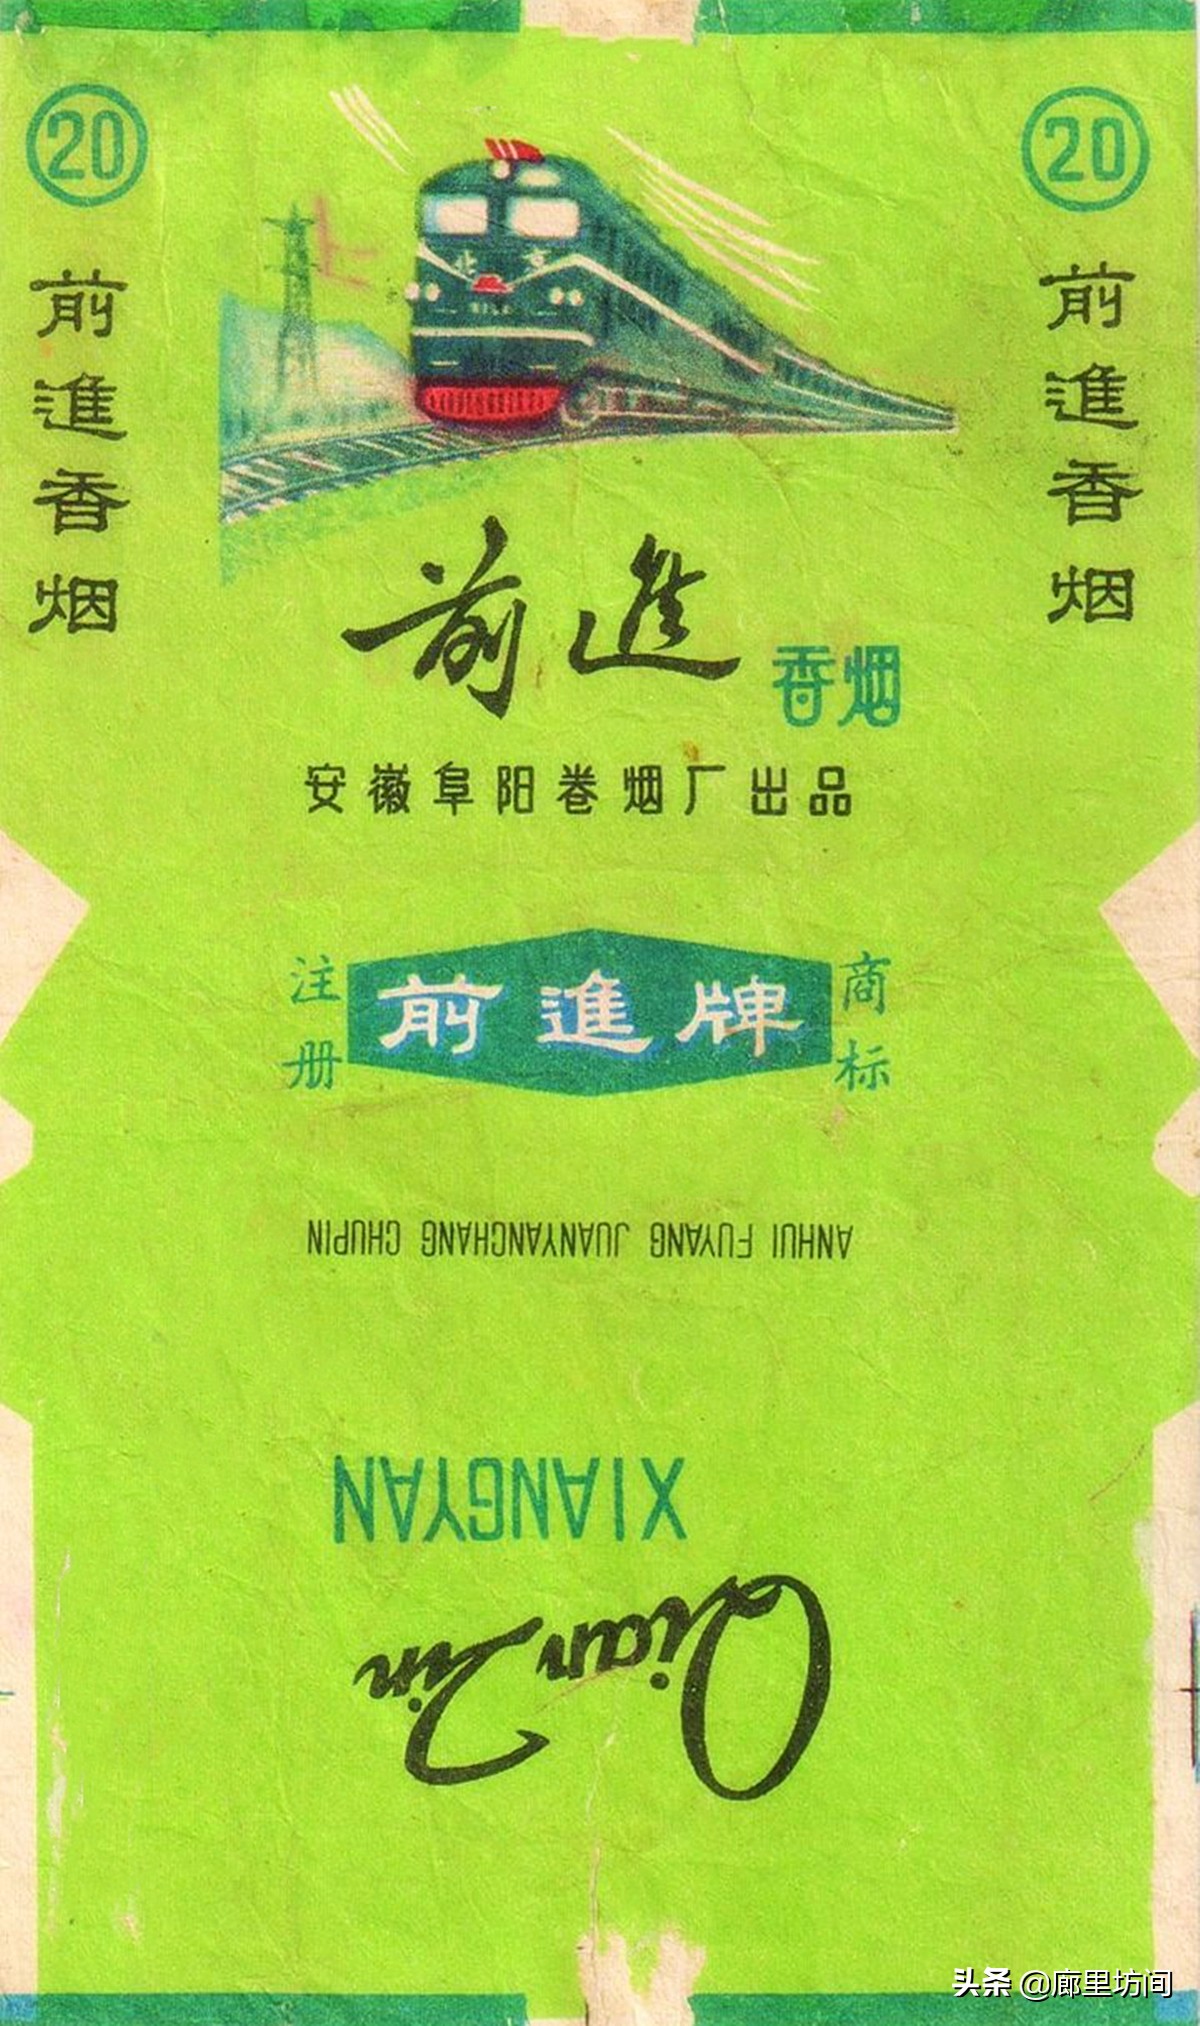 20
20
前進香烟
前進香烟
北京
前進
香烟
安徽阜阳卷烟厂出品
注册
前進牌
商标
ANHUI FUYANG JUANYANCHANG CHUPIN
XIANGYAN
Qian Jin
头条 @廊里坊间